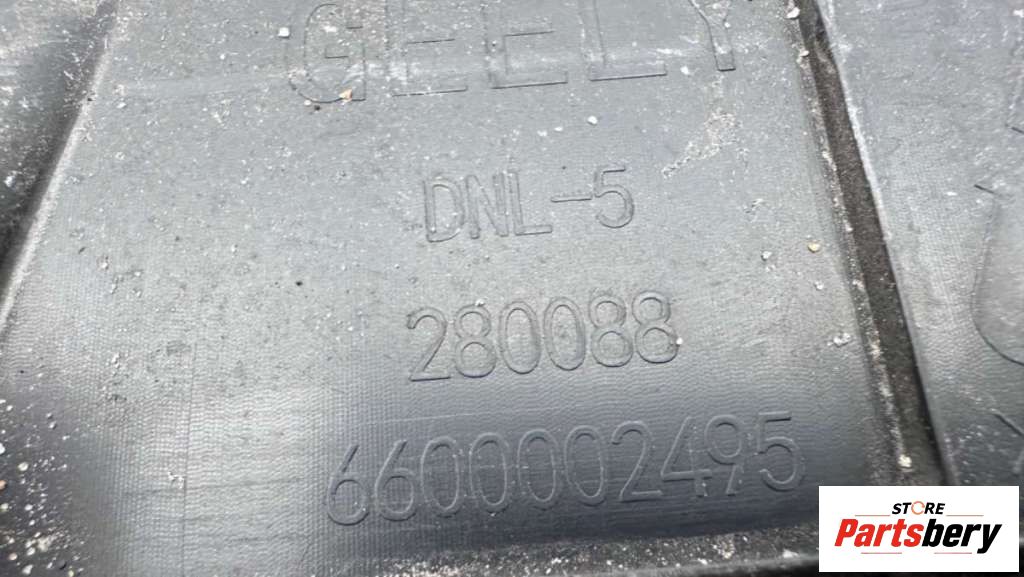 GEELY
DNL-5
280088
6600002495
STORE
Partsbery